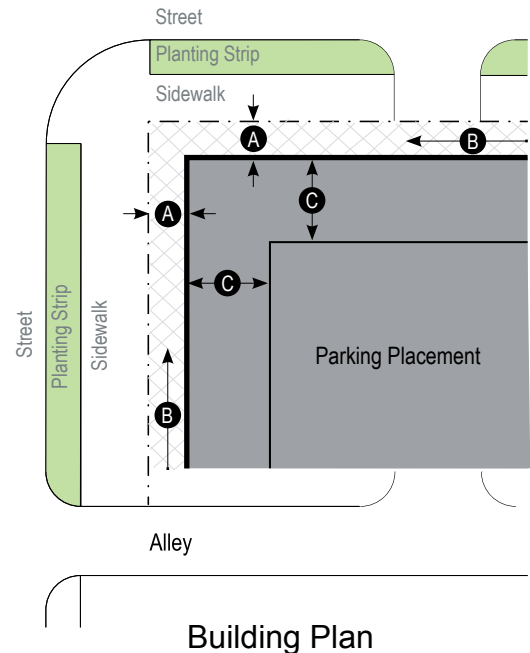 Street
Planting Strip
Sidewalk
A
B
A
C
C
Street
Planting Strip
Sidewalk
Parking Placement
B
Alley
Building Plan